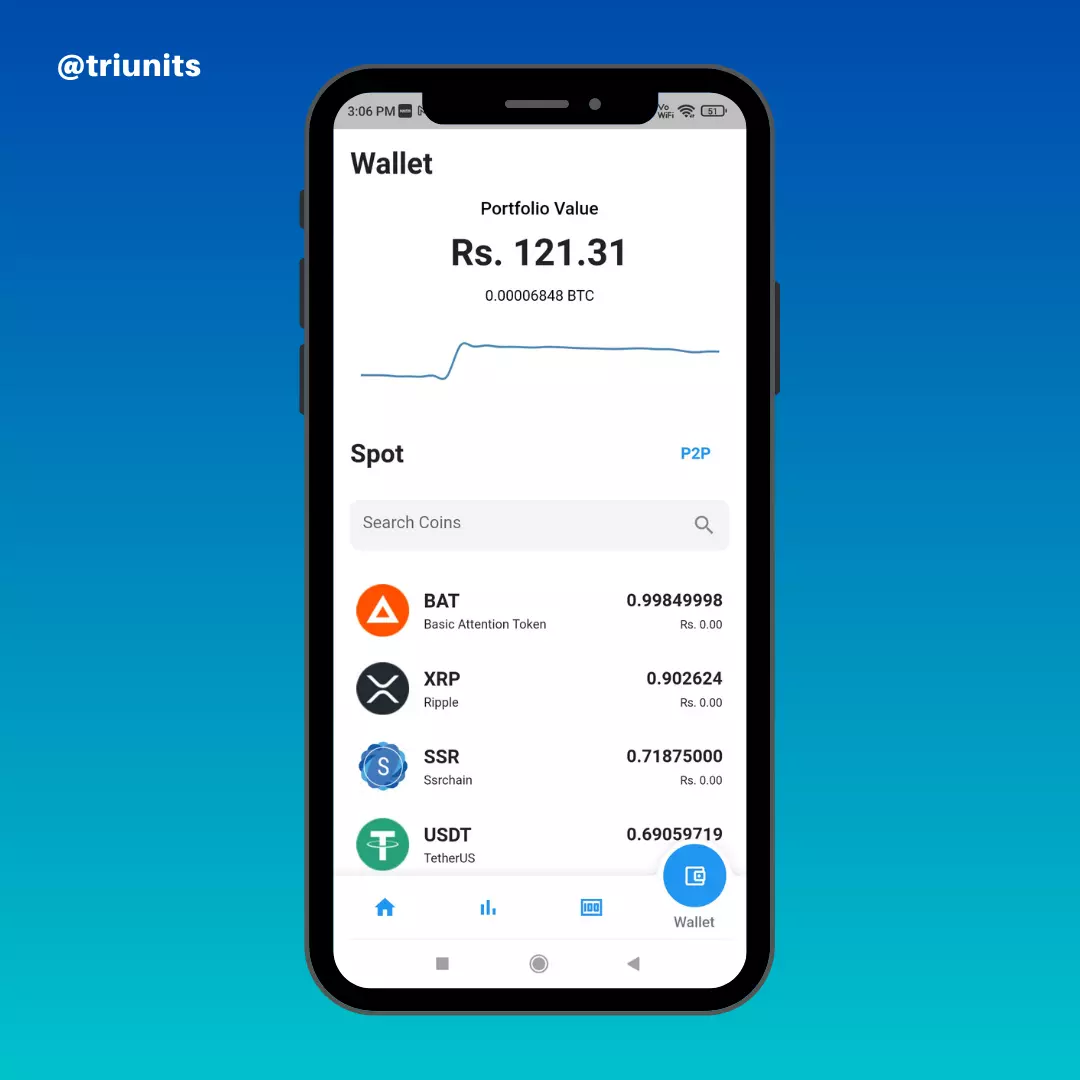 @triunits
3:06 PM
Vo
WiFi
51
Wallet
Portfolio Value
Rs. 121.31
0.00006848 BTC
Spot
P2P
Search Coins
BAT
0.99849998
Basic Attention Token
Rs. 0.00
XRP
0.902624
Ripple
Rs. 0.00
S
SSR
0.71875000
Ssrchain
Rs. 0.00
USDT
0.69059719
TetherUS
100
Wallet